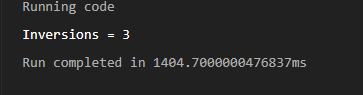 Running code
Inversions = 3
Run completed in 1404.7000000476837ms